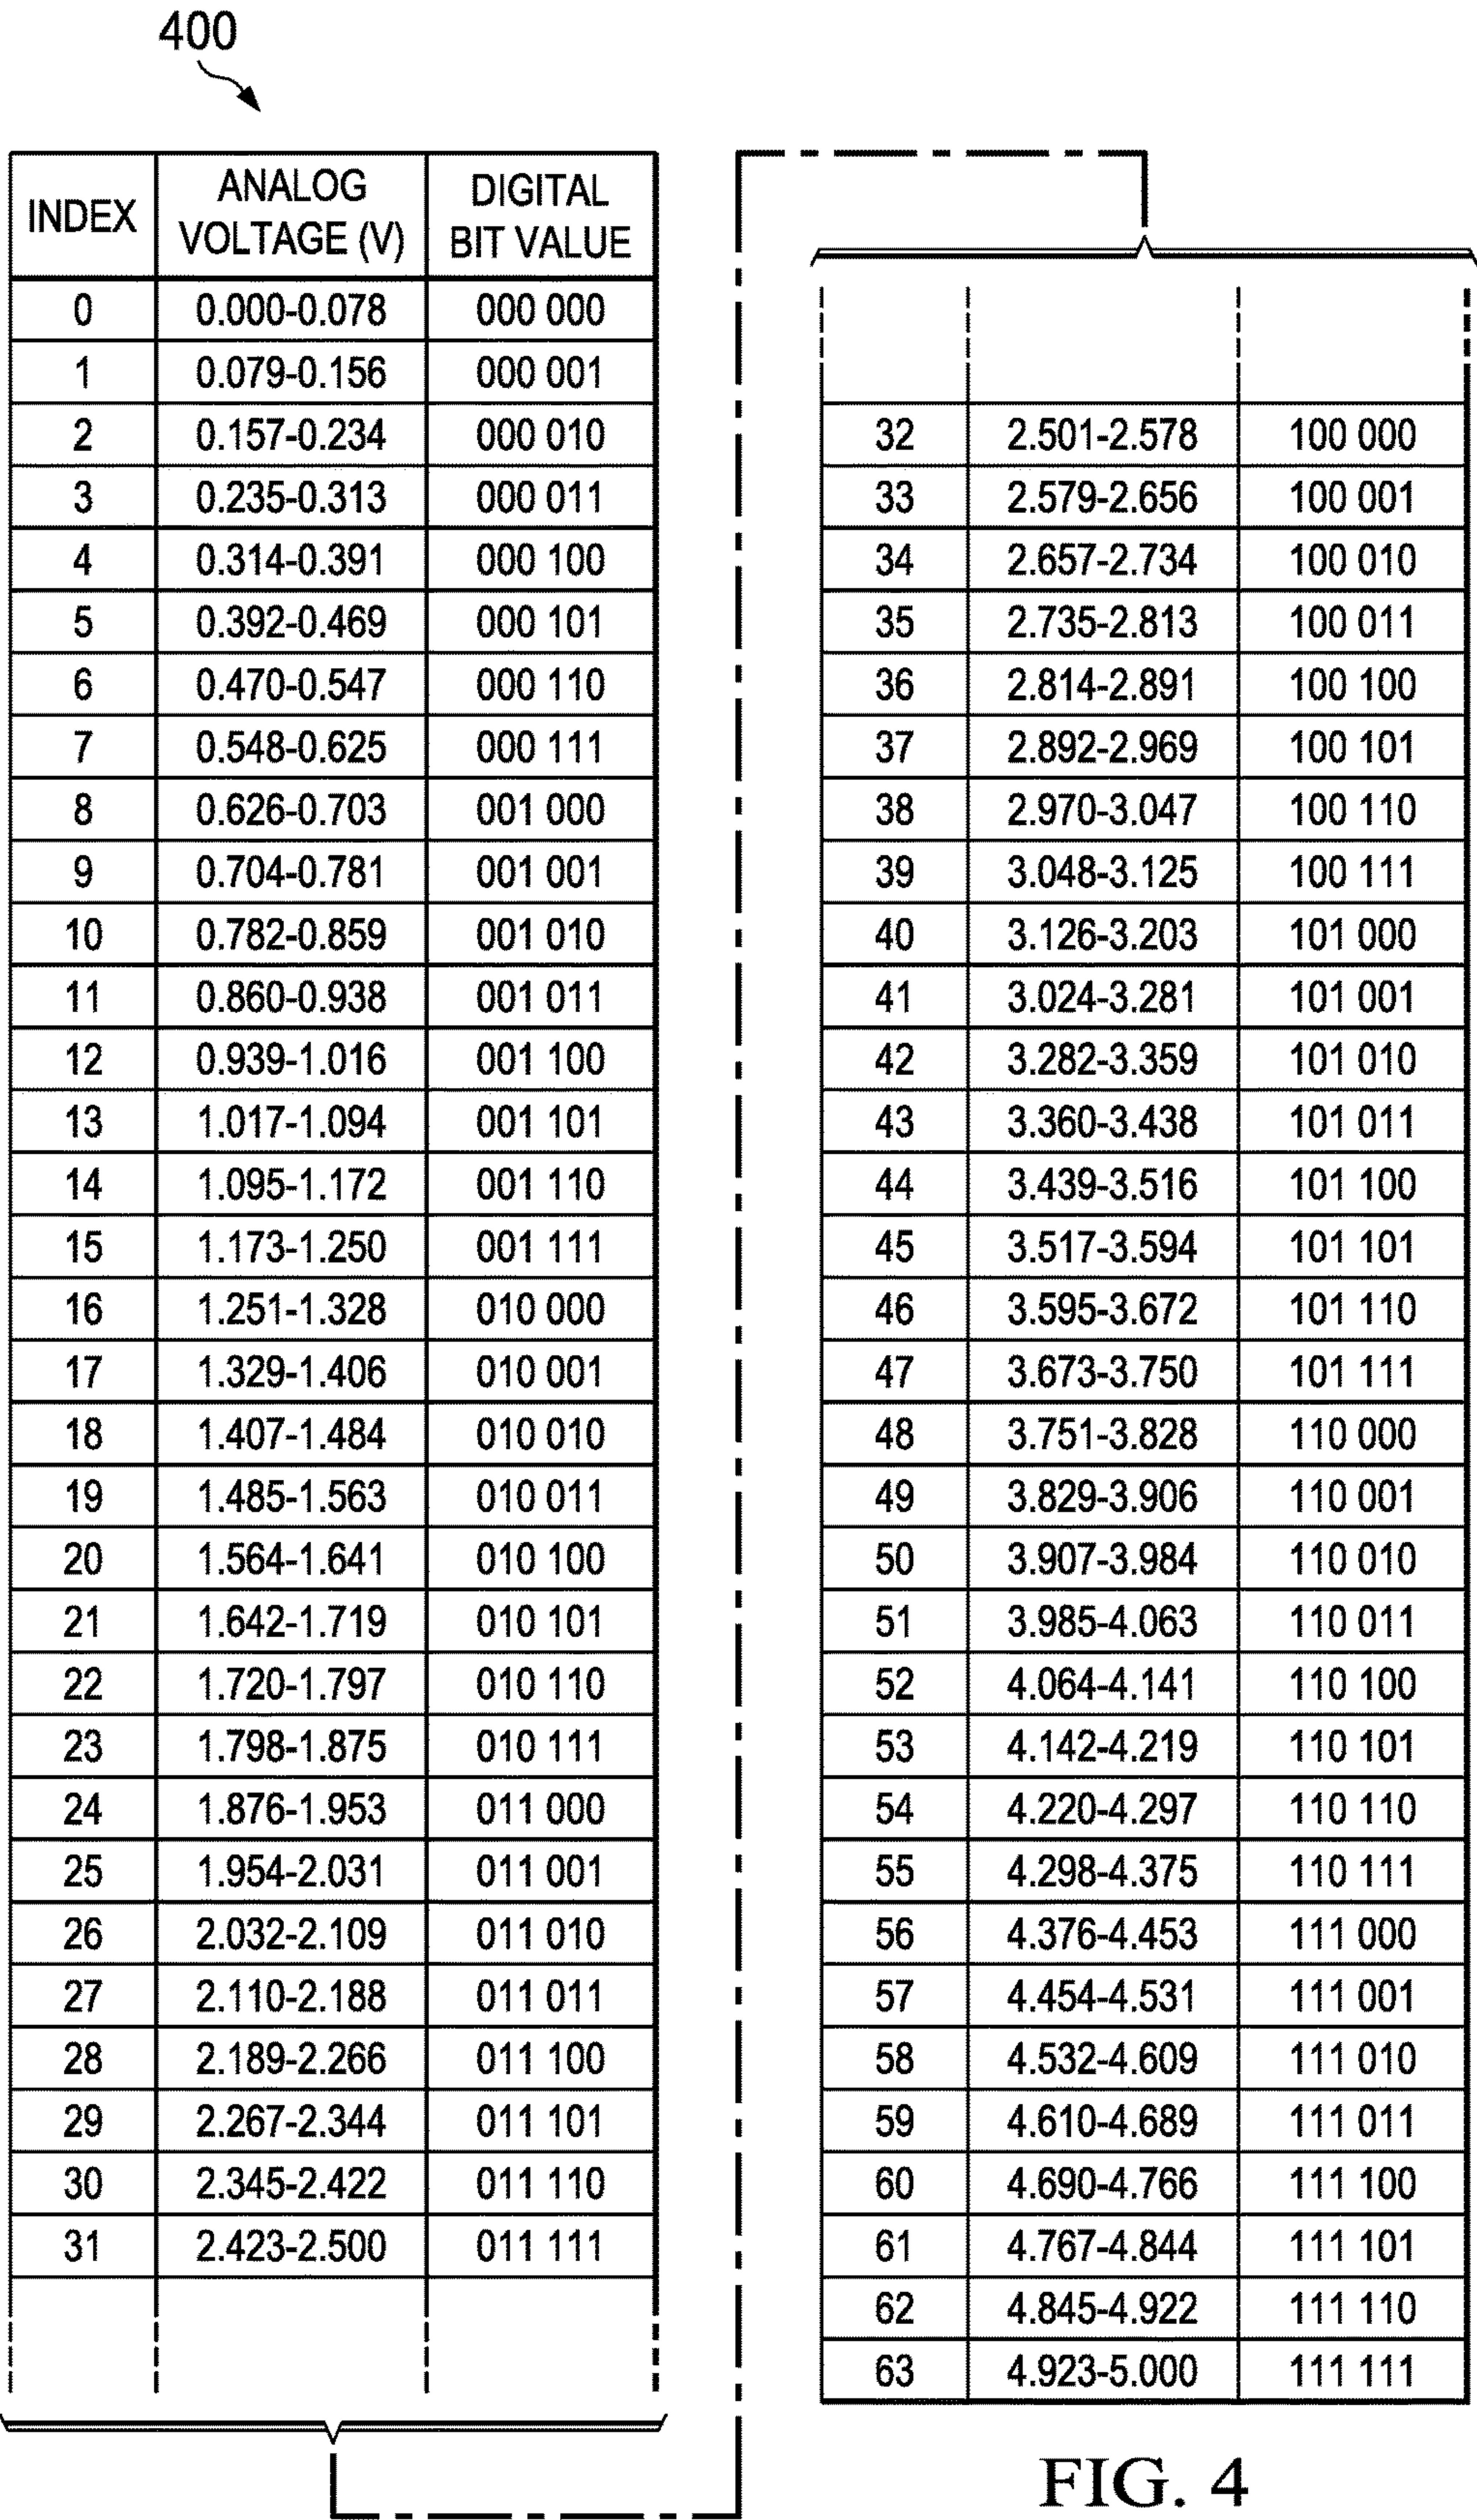 400
INDEX ANALOG VOLTAGE (V) DIGITAL BIT VALUE
0 0.000-0.078 000 000
1 0.079-0.156 000 001
2 0.157-0.234 000 010
3 0.235-0.313 000 011
4 0.314-0.391 000 100
5 0.392-0.469 000 101
6 0.470-0.547 000 110
7 0.548-0.625 000 111
8 0.626-0.703 001 000
9 0.704-0.781 001 001
10 0.782-0.859 001 010
11 0.860-0.938 001 011
12 0.939-1.016 001 100
13 1.017-1.094 001 101
14 1.095-1.172 001 110
15 1.173-1.250 001 111
16 1.251-1.328 010 000
17 1.329-1.406 010 001
18 1.407-1.484 010 010
19 1.485-1.563 010 011
20 1.564-1.641 010 100
21 1.642-1.719 010 101
22 1.720-1.797 010 110
23 1.798-1.875 010 111
24 1.876-1.953 011 000
25 1.954-2.031 011 001
26 2.032-2.109 011 010
27 2.110-2.188 011 011
28 2.189-2.266 011 100
29 2.267-2.344 011 101
30 2.345-2.422 011 110
31 2.423-2.500 011 111
32 2.501-2.578 100 000
33 2.579-2.656 100 001
34 2.657-2.734 100 010
35 2.735-2.813 100 011
36 2.814-2.891 100 100
37 2.892-2.969 100 101
38 2.970-3.047 100 110
39 3.048-3.125 100 111
40 3.126-3.203 101 000
41 3.024-3.281 101 001
42 3.282-3.359 101 010
43 3.360-3.438 101 011
44 3.439-3.516 101 100
45 3.517-3.594 101 101
46 3.595-3.672 101 110
47 3.673-3.750 101 111
48 3.751-3.828 110 000
49 3.829-3.906 110 001
50 3.907-3.984 110 010
51 3.985-4.063 110 011
52 4.064-4.141 110 100
53 4.142-4.219 110 101
54 4.220-4.297 110 110
55 4.298-4.375 110 111
56 4.376-4.453 111 000
57 4.454-4.531 111 001
58 4.532-4.609 111 010
59 4.610-4.689 111 011
60 4.690-4.766 111 100
61 4.767-4.844 111 101
62 4.845-4.922 111 110
63 4.923-5.000 111 111
FIG. 4